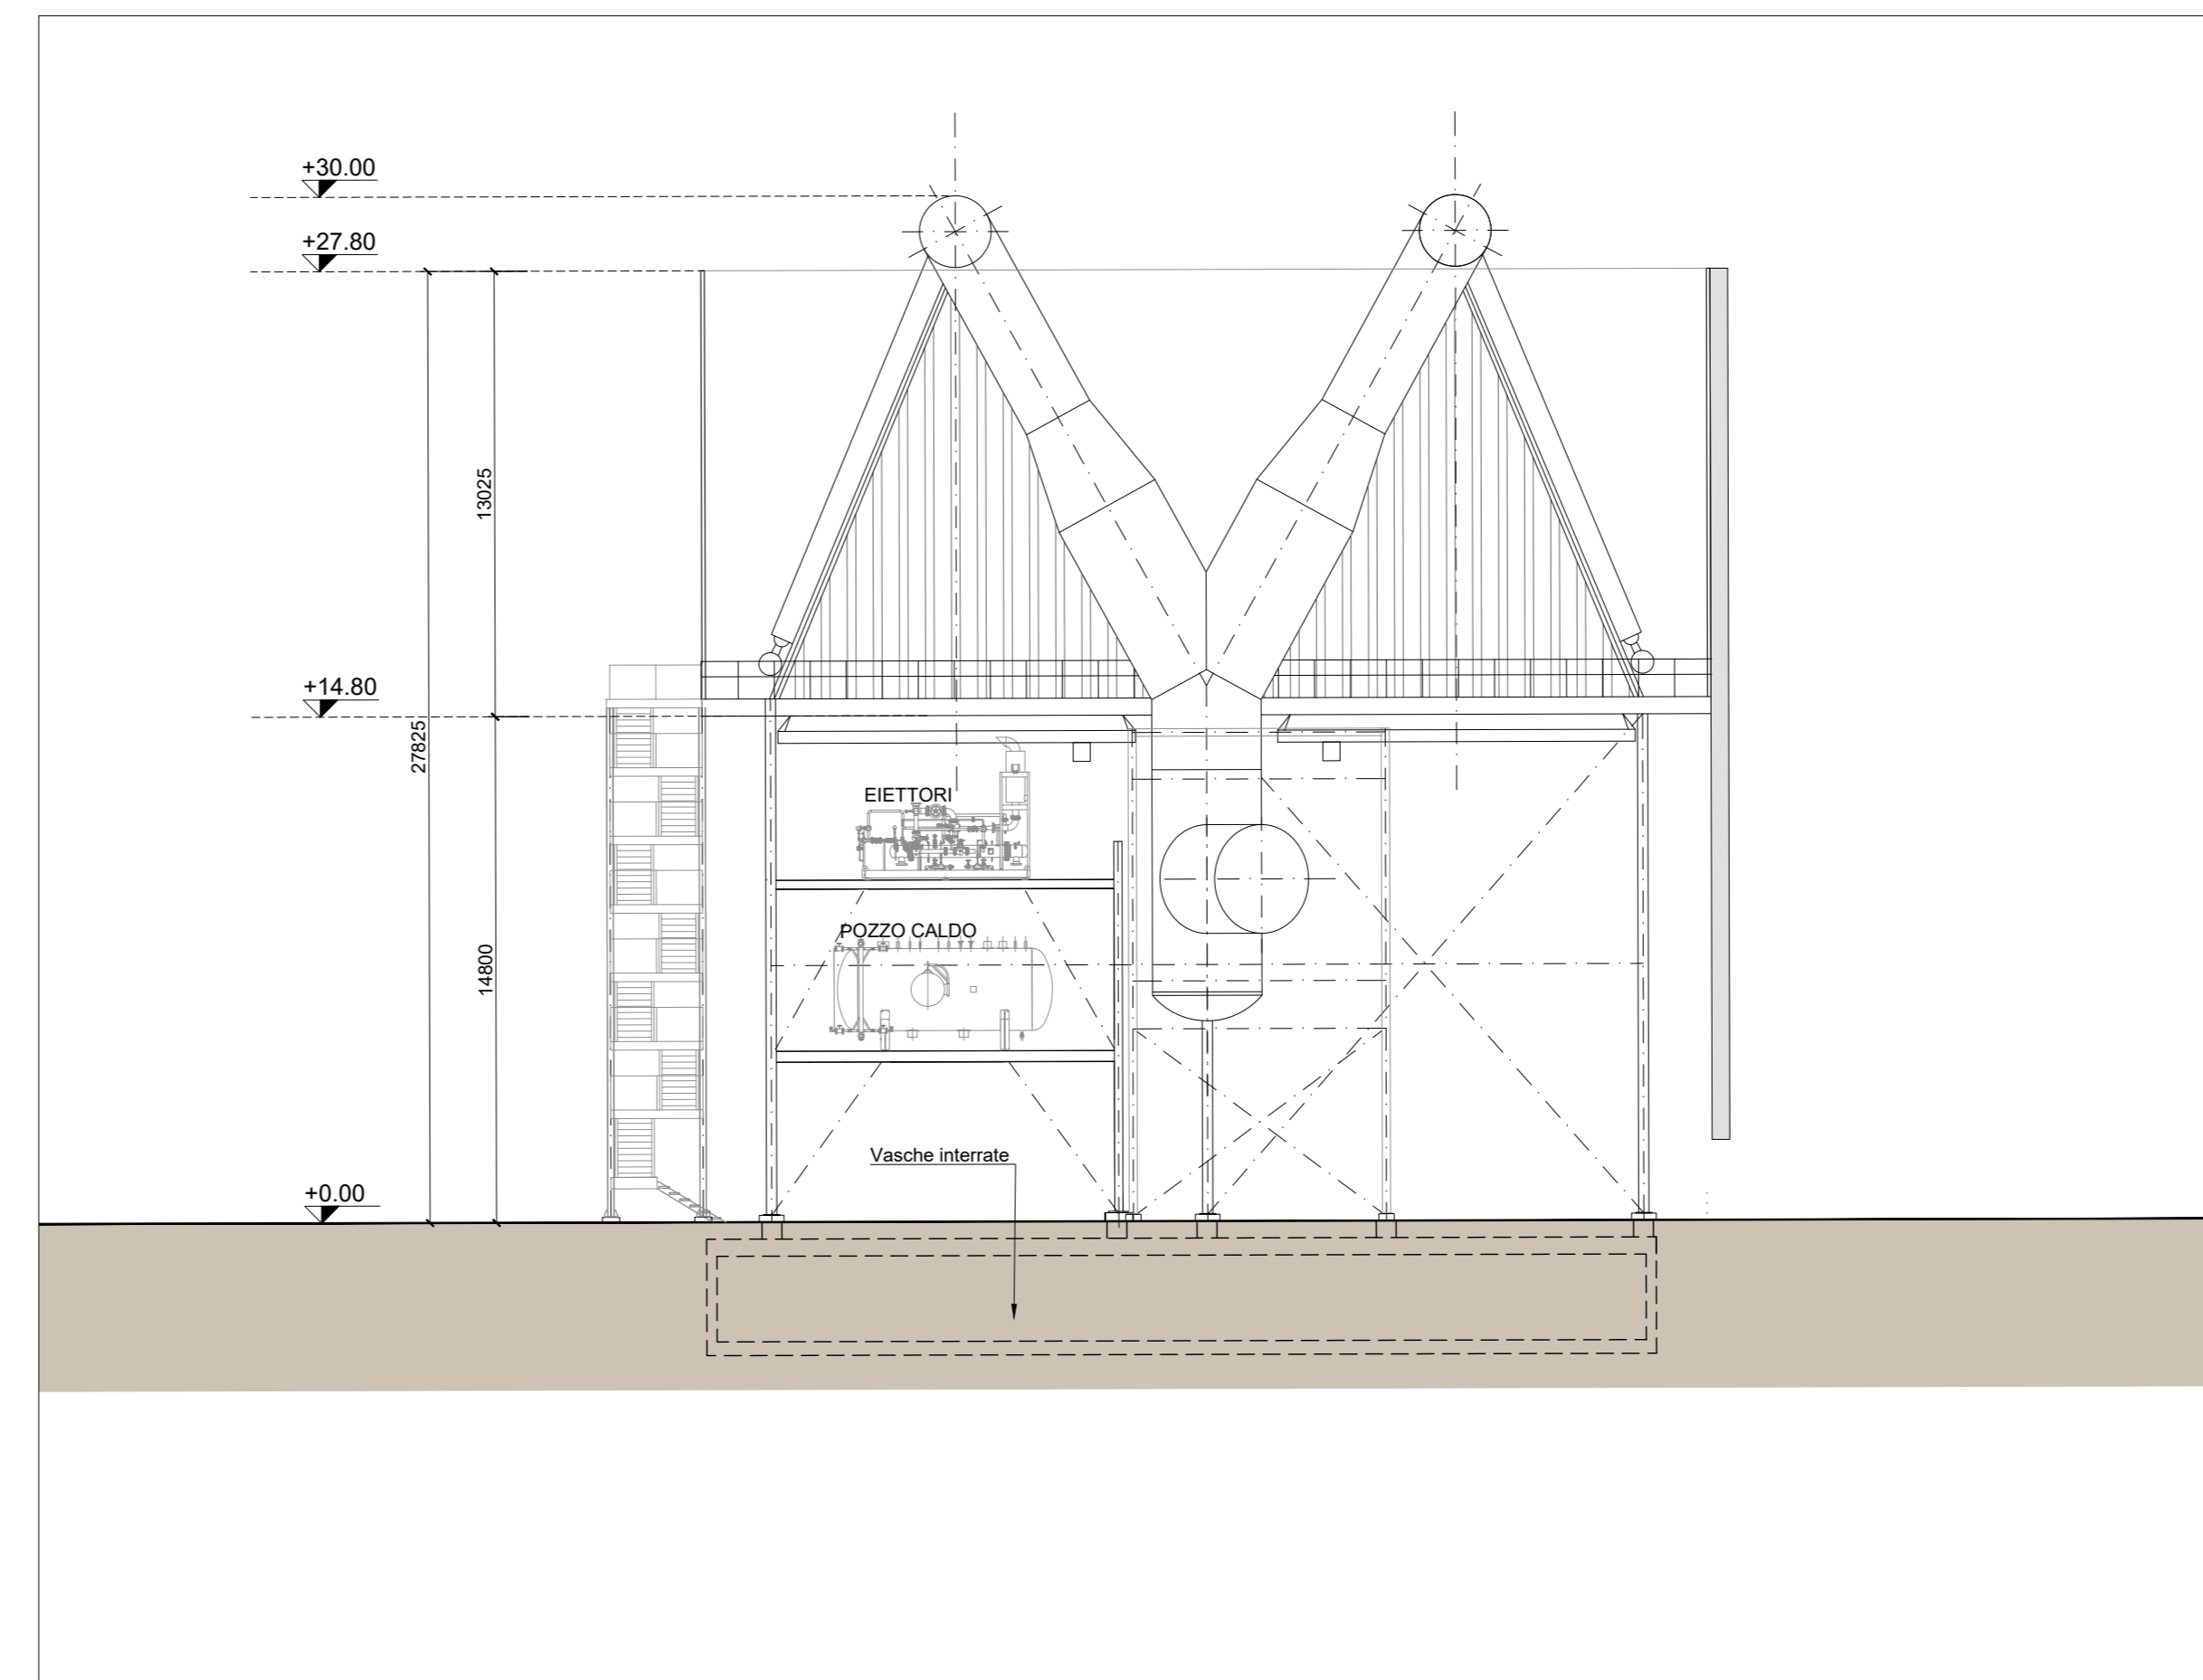 +30.00
+27.80
13025
+14.80
27825
EIETTORI
POZZO CALDO
14800
Vasche interrate
+0.00